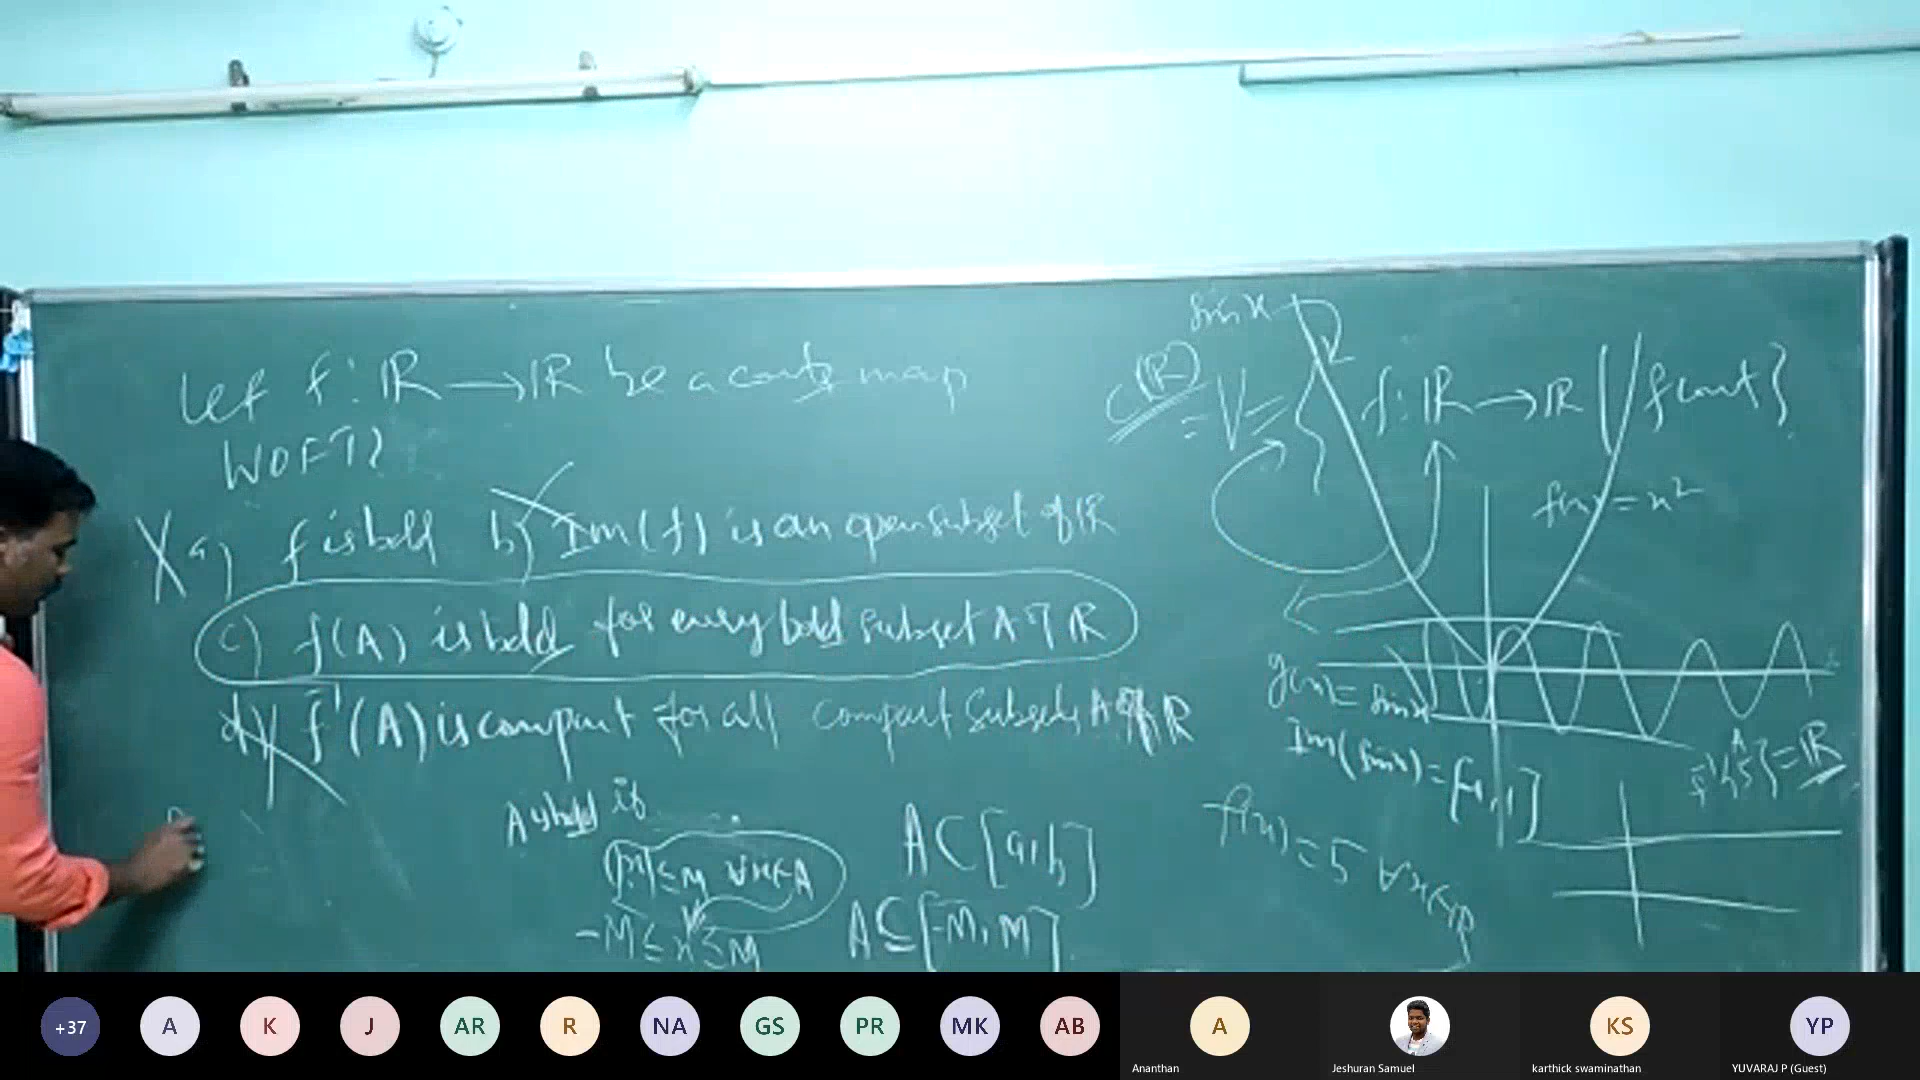 Let f : ℝ → ℝ be a conts map
WOFT?
X a) f is bdd b) Im(f) is an open subset of ℝ
c) f(A) is bdd for every bdd subset A of ℝ
d) f⁻¹(A) is compact for all compact subsets A of ℝ
A is bdd if
|x| ≤ M ∀x∈A
-M ≤ x ≤ M
A ⊂ [a,b]
A ⊆ [-M, M]
sin x
C(ℝ) = V = { f : ℝ → ℝ | f cont }
f(x) = x²
g(x) = sin x
Im(sin x) = [-1,1]
f⁻¹{5} = ℝ
f(x) = 5 ∀x∈ℝ
+37
A
K
J
AR
R
NA
GS
PR
MK
AB
A
KS
YP
Ananthan
Jeshuran Samuel
karthick swaminathan
YUVARAJ P (Guest)